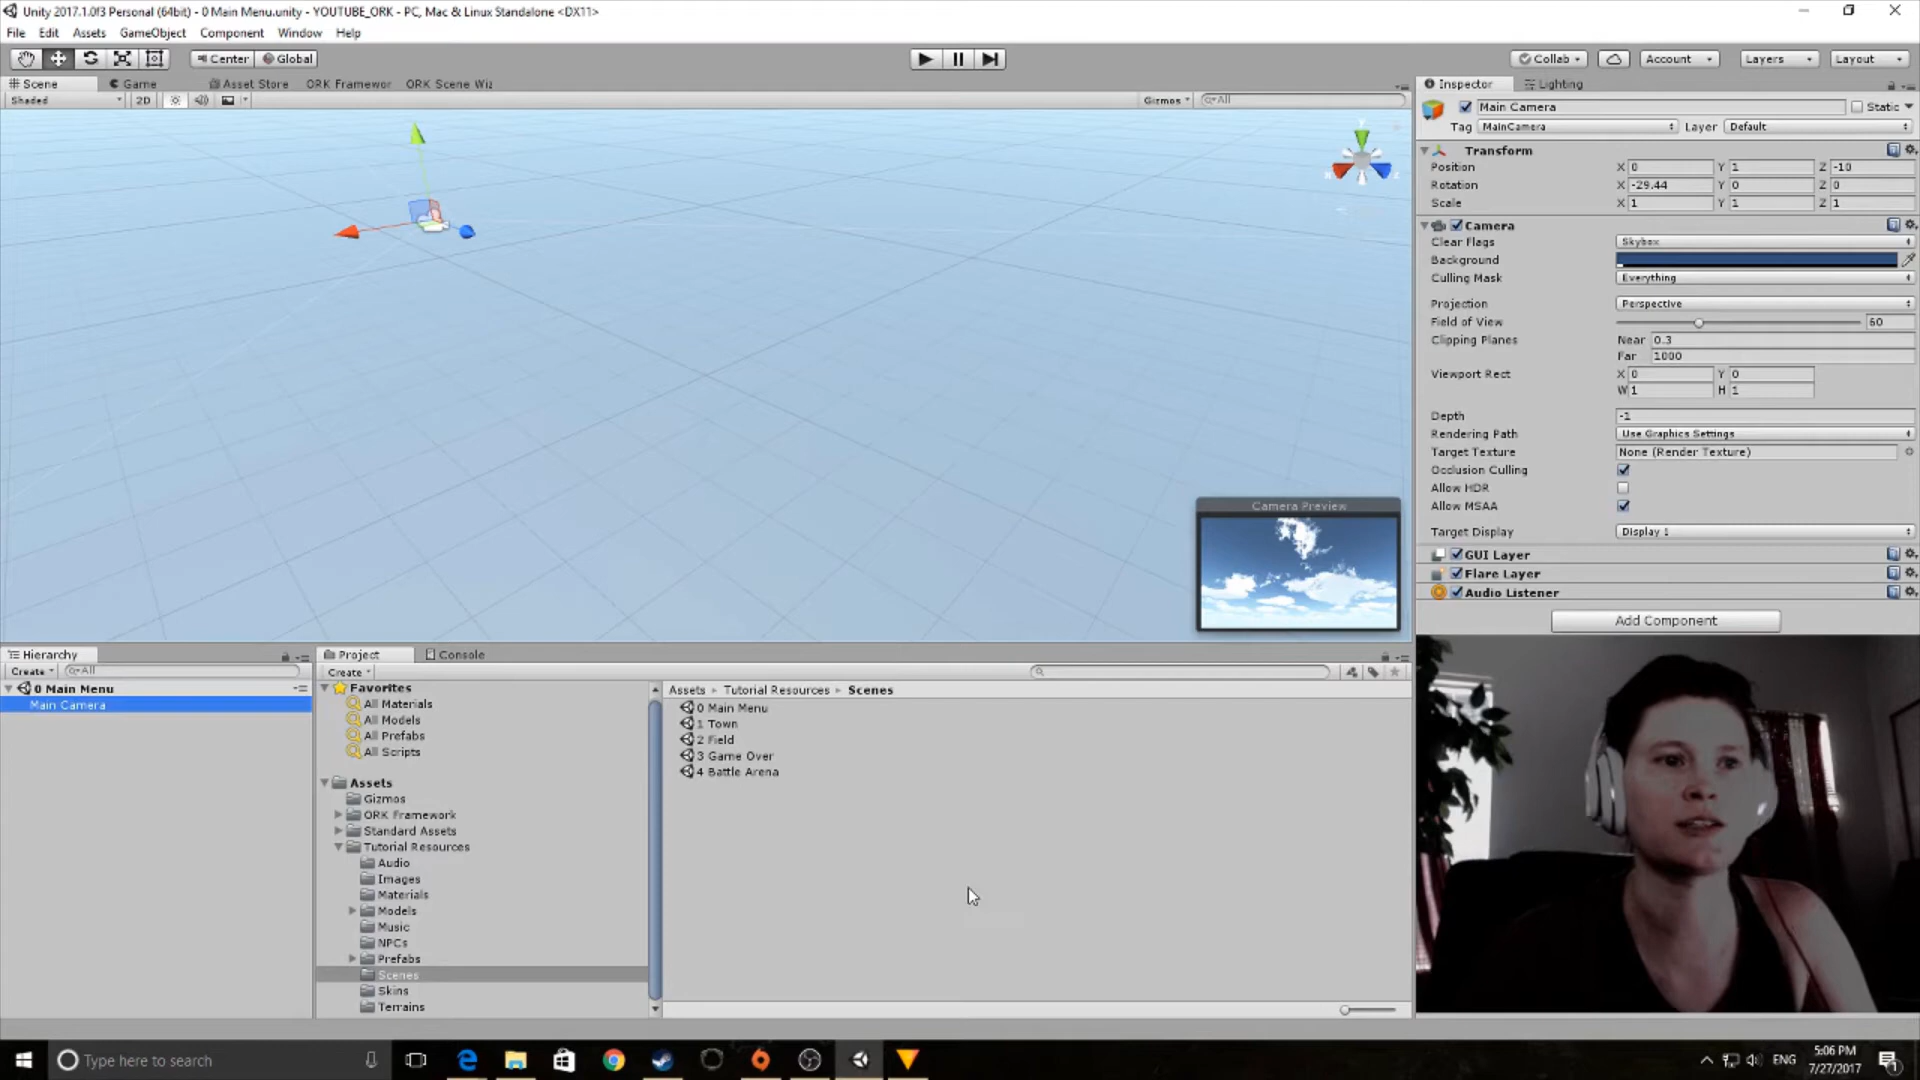 Unity 2017.1.0f3 Personal (64bit) - 0 Main Menu.unity - YOUTUBE_ORK - PC, Mac & Linux Standalone <DX11>
File Edit Assets GameObject Component Window Help
Center Global Collab Account Layers Layout
Scene Game Asset Store ORK Framewor ORK Scene Wiz
Shaded 2D Gizmos All
Inspector Lighting
Main Camera Static
Tag MainCamera Layer Default
Transform
Position X 0 Y 1 Z -10
Rotation X -29.44 Y 0 Z 0
Scale X 1 Y 1 Z 1
Camera
Clear Flags Skybox
Background
Culling Mask Everything
Projection Perspective
Field of View 60
Clipping Planes Near 0.3
Far 1000
Viewport Rect X 0 Y 0
W 1 H 1
Depth -1
Rendering Path Use Graphics Settings
Target Texture None (Render Texture)
Occlusion Culling
Allow HDR
Allow MSAA
Target Display Display 1
GUI Layer
Flare Layer
Audio Listener
Add Component
Camera Preview
Hierarchy
Create All
0 Main Menu
Main Camera
Project Console
Create
Favorites
All Materials
All Models
All Prefabs
All Scripts
Assets
Gizmos
ORK Framework
Standard Assets
Tutorial Resources
Audio
Images
Materials
Models
Music
NPCs
Prefabs
Scenes
Skins
Terrains
Assets Tutorial Resources Scenes
0 Main Menu
1 Town
2 Field
3 Game Over
4 Battle Arena
Type here to search
ENG
5:06 PM
7/27/2017